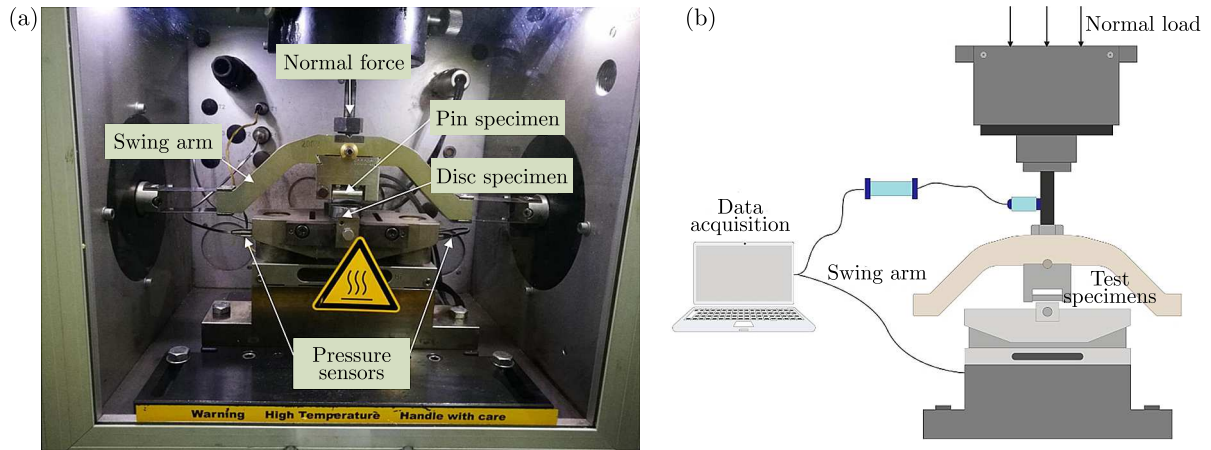 (a)
Normal force
Pin specimen
Swing arm
Disc specimen
Pressure
sensors
Warning High Temperature Handle with care
(b)
Normal load
Data
acquisition
Swing arm
Test
specimens